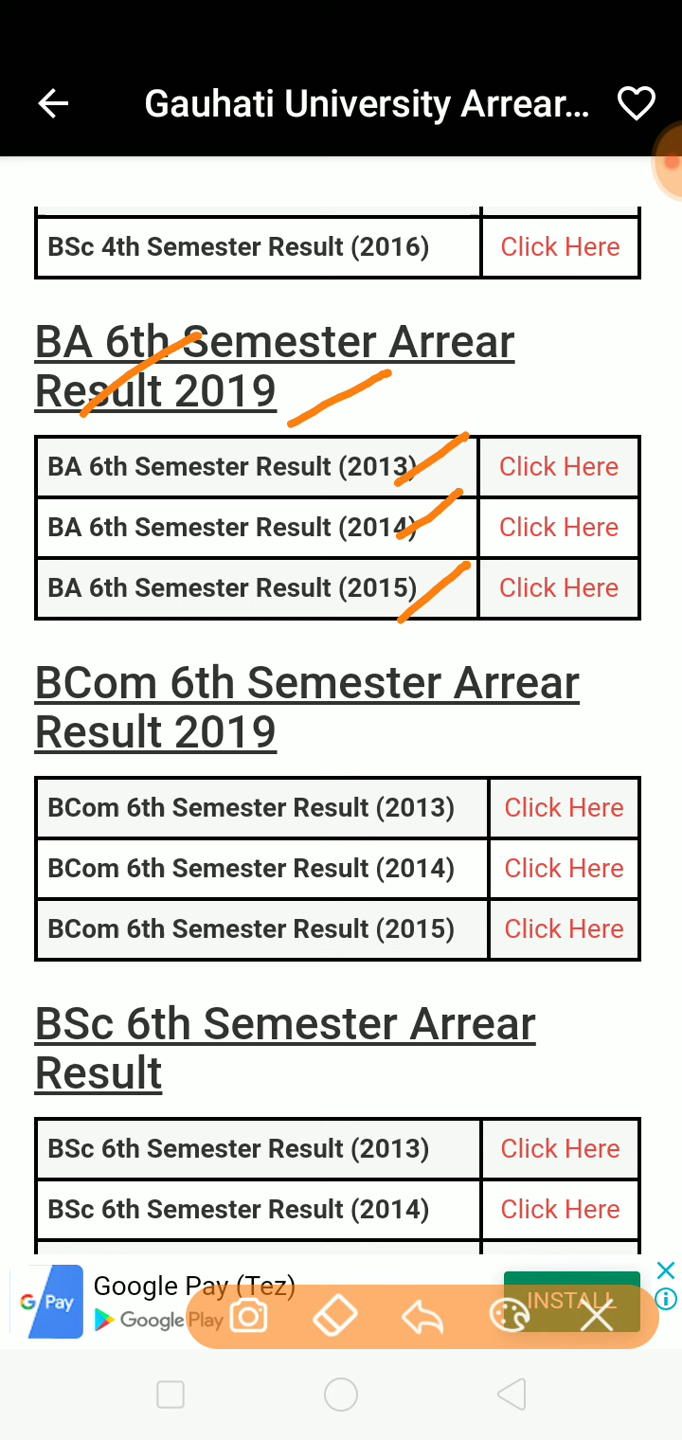 Gauhati University Arrear...
BSc 4th Semester Result (2016) Click Here
BA 6th Semester Arrear
Result 2019
BA 6th Semester Result (2013) Click Here
BA 6th Semester Result (2014) Click Here
BA 6th Semester Result (2015) Click Here
BCom 6th Semester Arrear
Result 2019
BCom 6th Semester Result (2013) Click Here
BCom 6th Semester Result (2014) Click Here
BCom 6th Semester Result (2015) Click Here
BSc 6th Semester Arrear
Result
BSc 6th Semester Result (2013) Click Here
BSc 6th Semester Result (2014) Click Here
G Pay
Google Pay (Tez)
Google Play
INSTALL